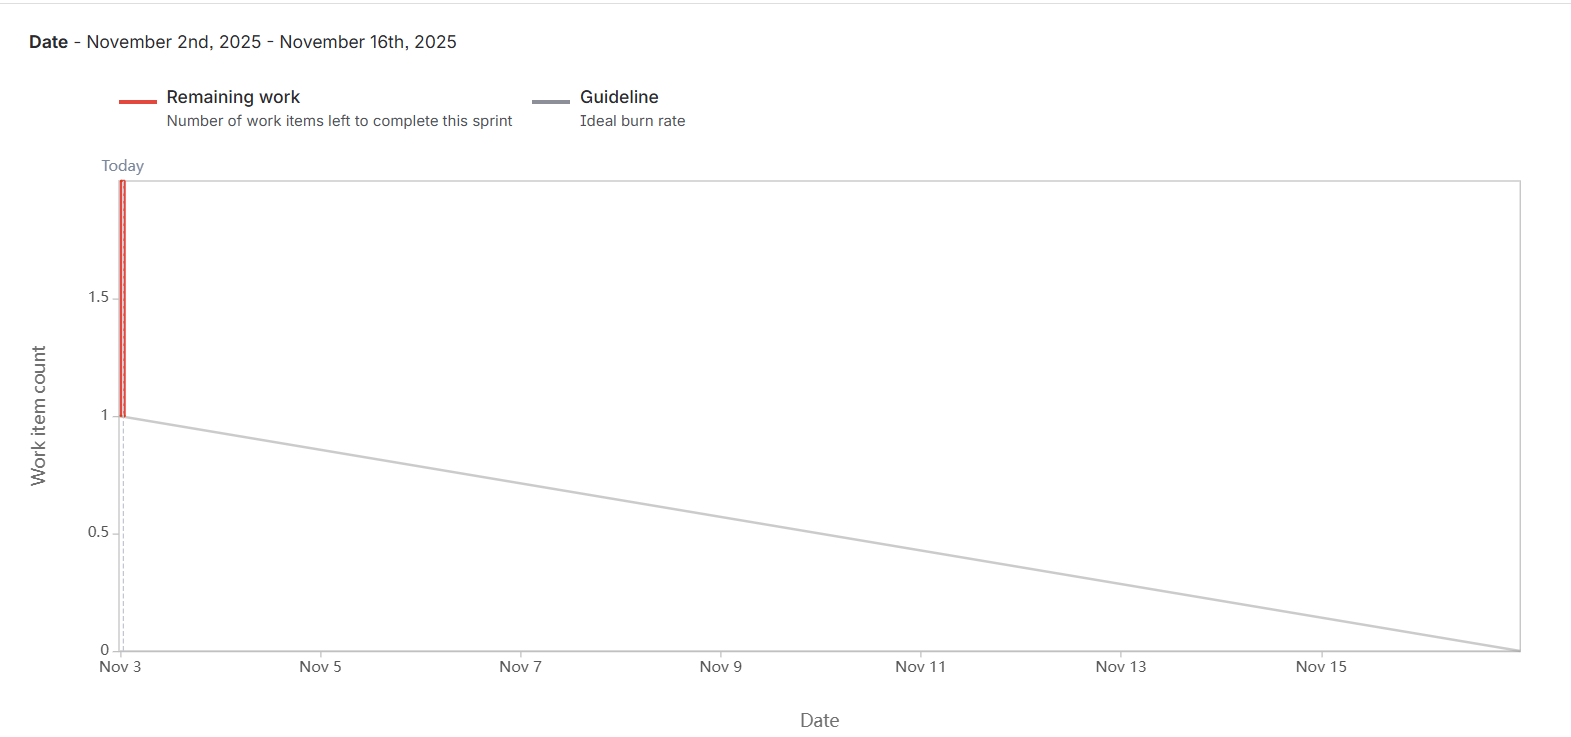 Date - November 2nd, 2025 - November 16th, 2025
Remaining work
Number of work items left to complete this sprint
Guideline
Ideal burn rate
Today
1.5
1
0.5
0
Work item count
Nov 3
Nov 5
Nov 7
Nov 9
Nov 11
Nov 13
Nov 15
Date